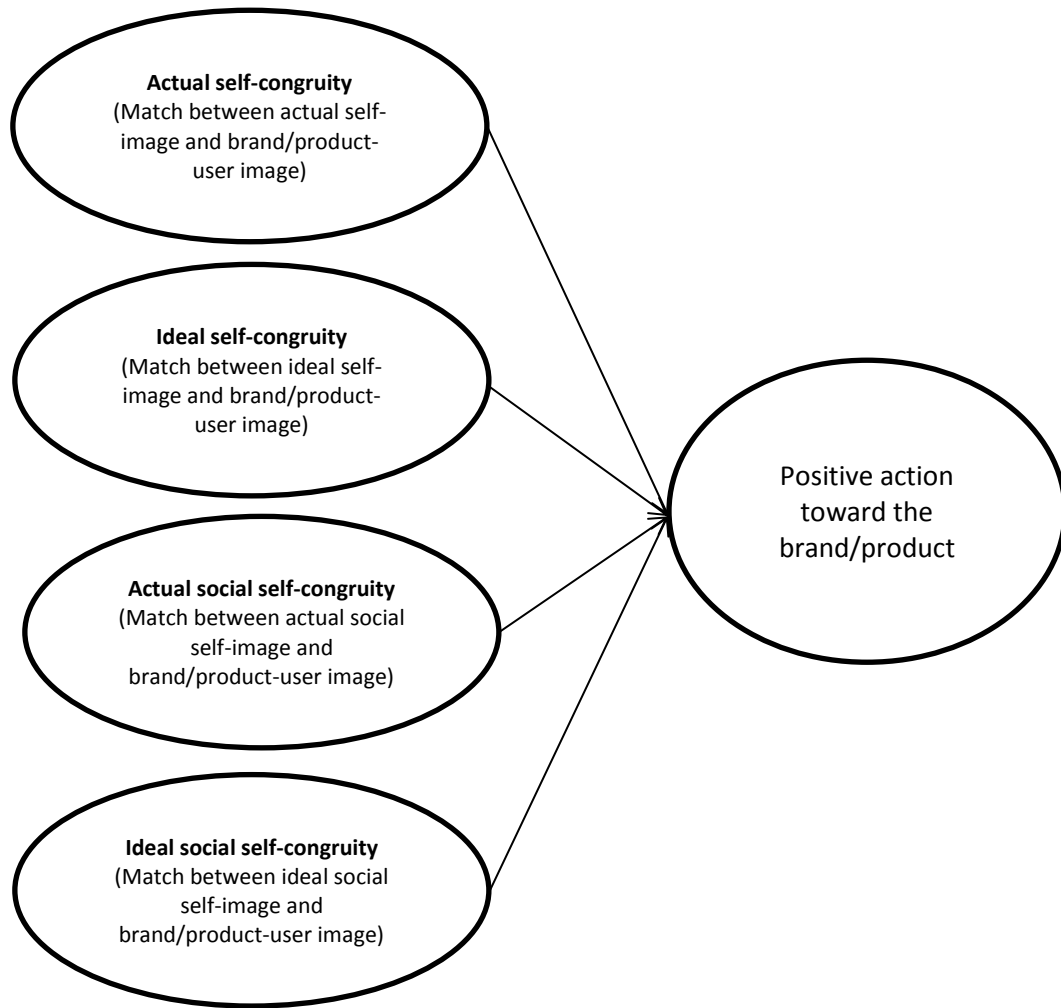 Actual self-congruity
(Match between actual self-
image and brand/product-
user image)
Ideal self-congruity
(Match between ideal self-
image and brand/product-
user image)
Positive action
toward the
brand/product
Actual social self-congruity
(Match between actual social
self-image and
brand/product-user image)
Ideal social self-congruity
(Match between ideal social
self-image and
brand/product-user image)